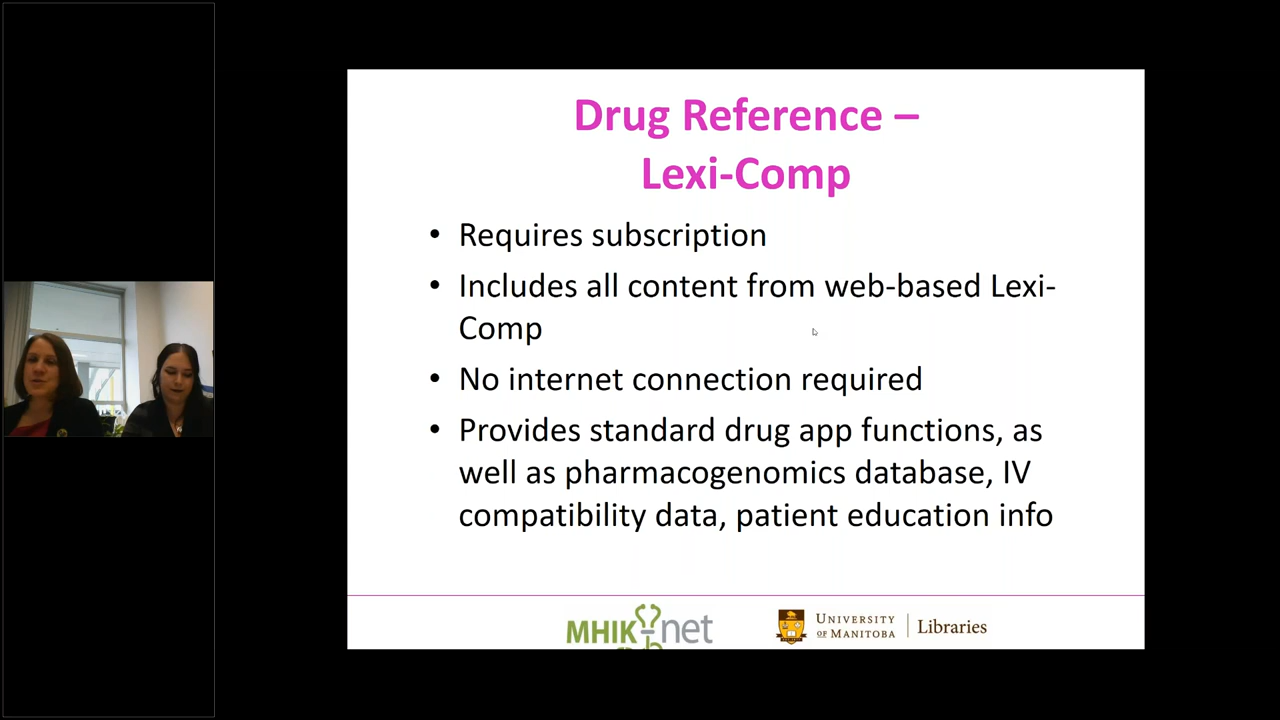 Drug Reference –
Lexi-Comp
• Requires subscription
• Includes all content from web-based Lexi-
Comp
• No internet connection required
• Provides standard drug app functions, as
well as pharmacogenomics database, IV
compatibility data, patient education info
MHIK-net
UNIVERSITY
OF MANITOBA
Libraries